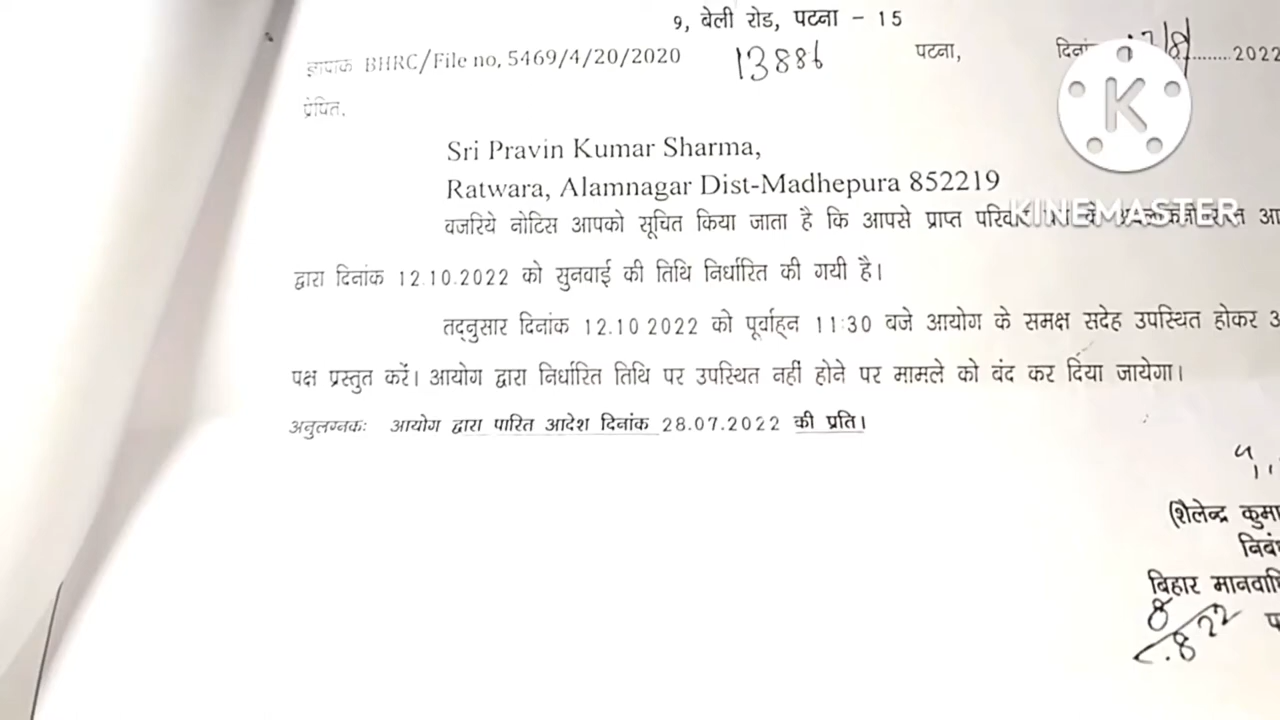 9, बेली रोड, पटना - 15
ज्ञापांक BHRC/File no, 5469/4/20/2020 13886 पटना, दिनांक ........2022
प्रेषित,
Sri Pravin Kumar Sharma,
Ratwara, Alamnagar Dist-Madhepura 852219
K
KINEMASTER
वजरिये नोटिस आपको सूचित किया जाता है कि आपसे प्राप्त
द्वारा दिनांक 12.10.2022 को सुनवाई की तिथि निर्धारित की गयी है।
तद्नुसार दिनांक 12.10 2022 को पूर्वाह्न 11:30 बजे आयोग के समक्ष सदेह उपस्थित होकर
पक्ष प्रस्तुत करें। आयोग द्वारा निर्धारित तिथि पर उपस्थित नहीं होने पर मामले को बंद कर दिया जायेगा।
अनुलग्नकः आयोग द्वारा पारित आदेश दिनांक 28.07.2022 की प्रति।
(शैलेन्द्र कुमा
निबं
बिहार मानवाधि